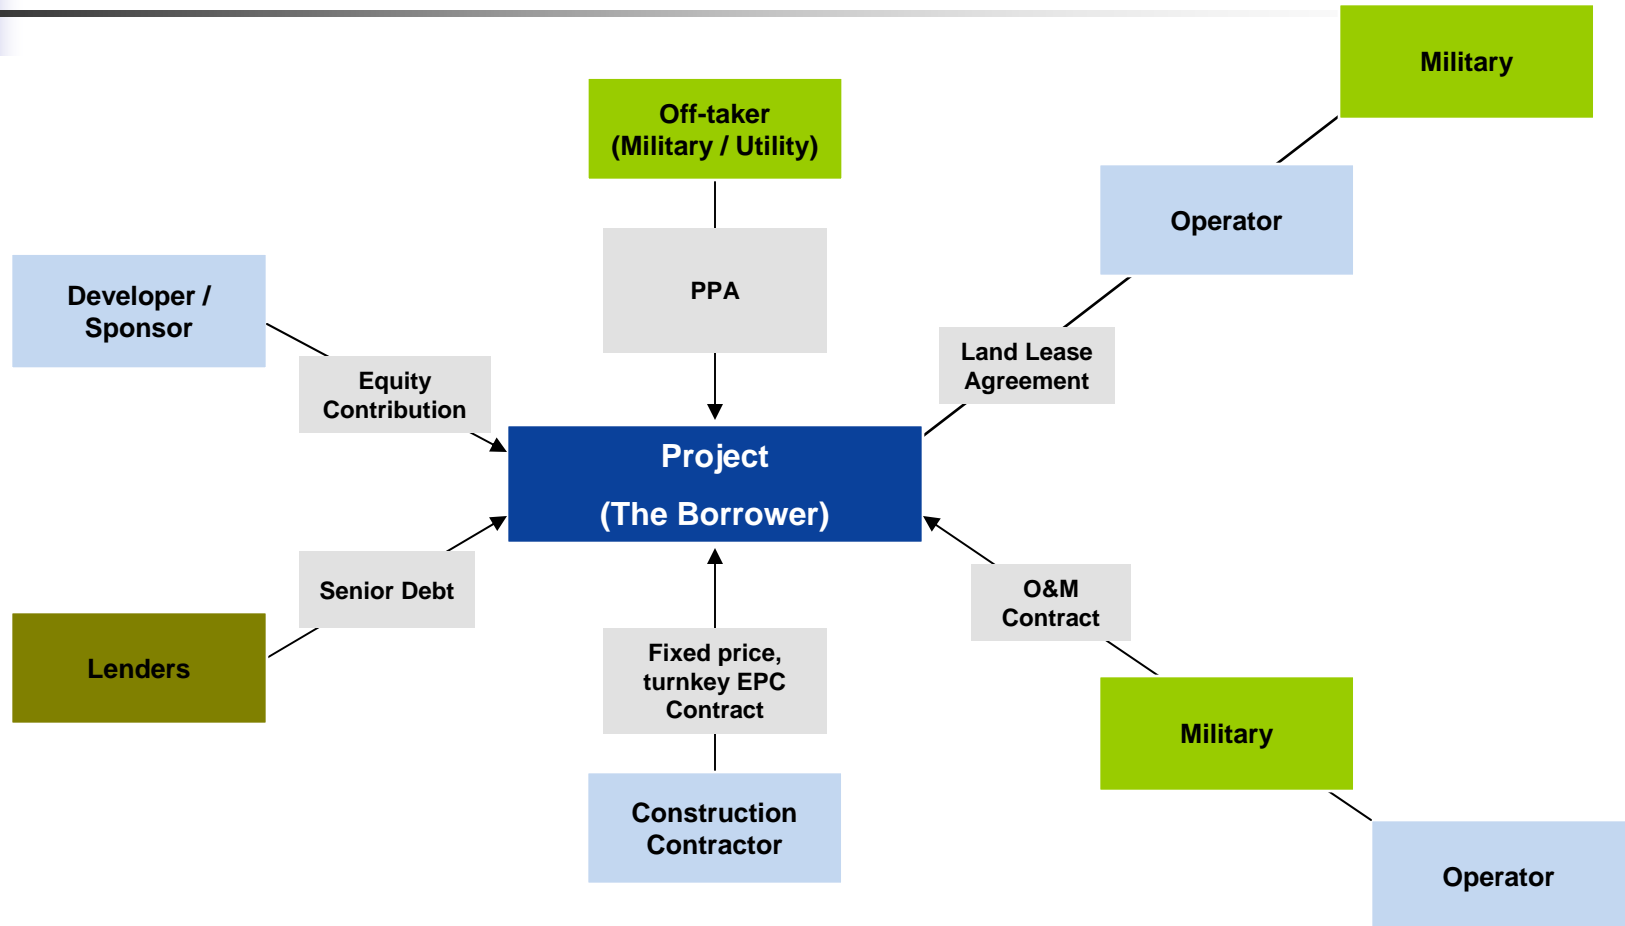 Military
Off-taker
(Military / Utility)
Operator
Developer /
Sponsor
PPA
Land Lease
Agreement
Equity
Contribution
Project
(The Borrower)
Senior Debt
O&M
Contract
Lenders
Fixed price,
turnkey EPC
Contract
Military
Construction
Contractor
Operator